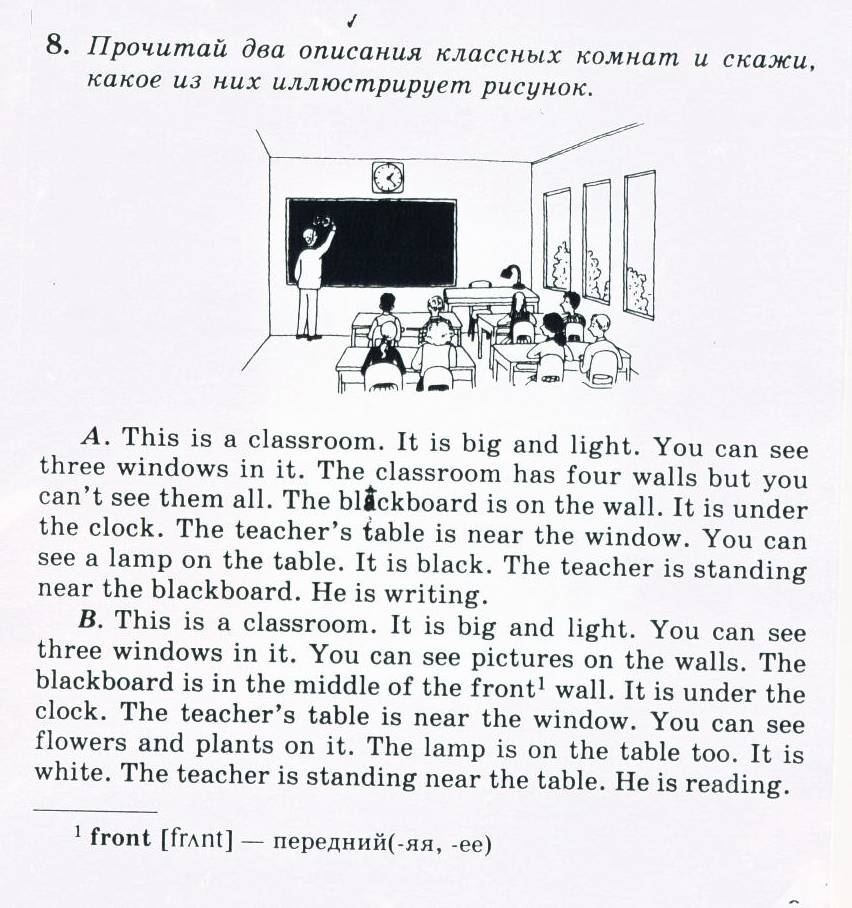 8. Прочитай два описания классных комнат и скажи,
какое из них иллюстрирует рисунок.
A. This is a classroom. It is big and light. You can see
three windows in it. The classroom has four walls but you
can't see them all. The blackboard is on the wall. It is under
the clock. The teacher's table is near the window. You can
see a lamp on the table. It is black. The teacher is standing
near the blackboard. He is writing.
B. This is a classroom. It is big and light. You can see
three windows in it. You can see pictures on the walls. The
blackboard is in the middle of the front¹ wall. It is under the
clock. The teacher's table is near the window. You can see
flowers and plants on it. The lamp is on the table too. It is
white. The teacher is standing near the table. He is reading.
¹ front [frʌnt] — передний(-яя, -ее)